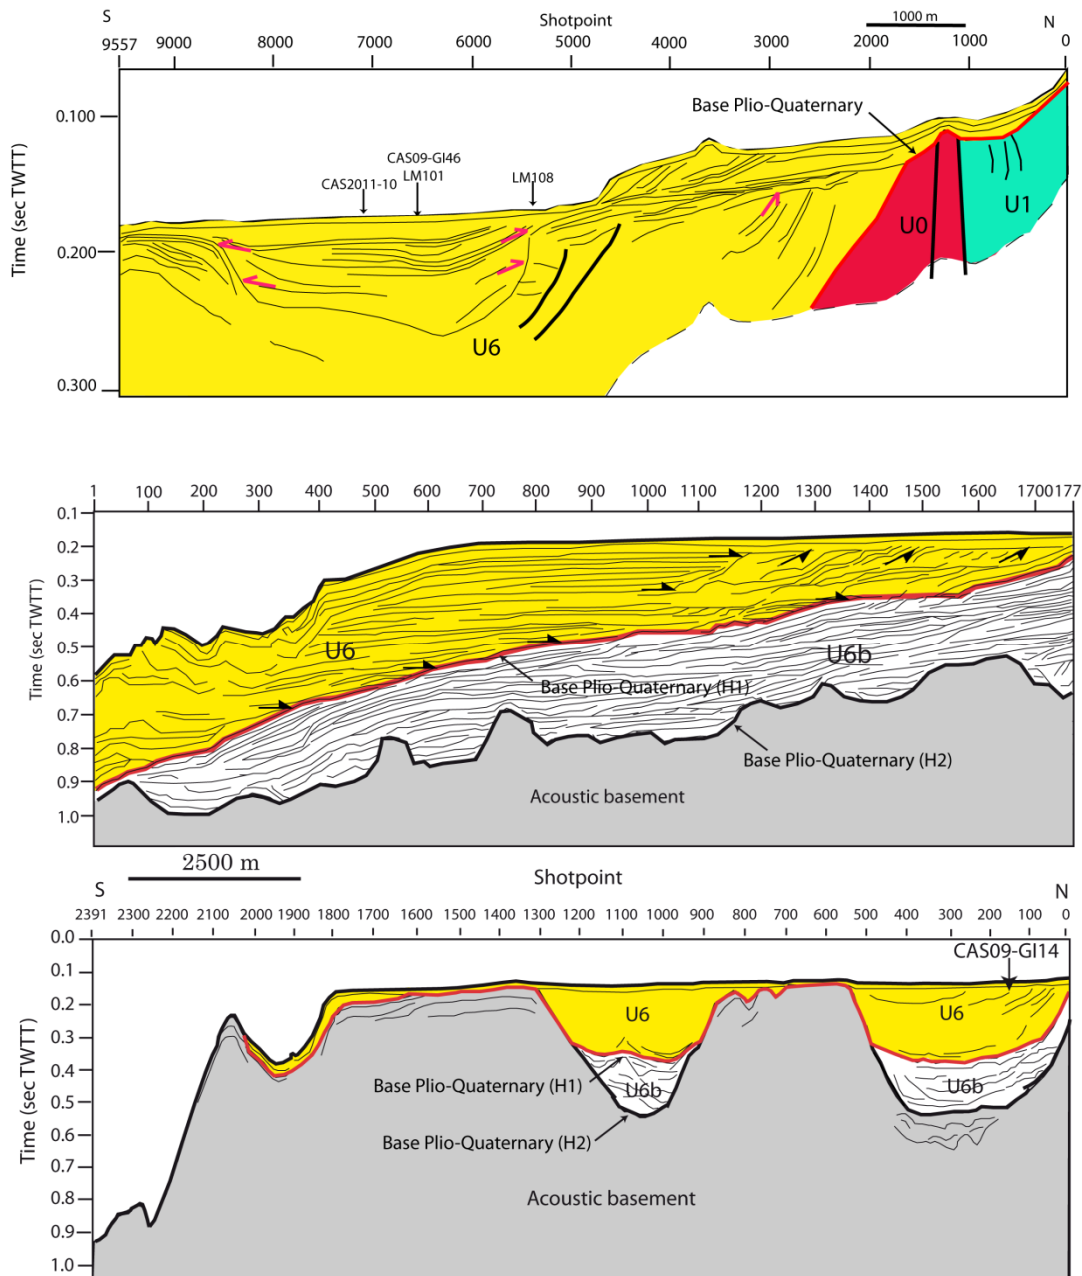 S Shotpoint 1000 m N
9557 9000 8000 7000 6000 5000 4000 3000 2000 1000 0
Base Plio-Quaternary
0.100
CAS09-GI46
CAS2011-10 LM101 LM108
U1
U0
0.200
U6
0.300
Time (sec TWTT)
1 100 200 300 400 500 600 700 800 900 1000 1100 1200 1300 1400 1500 1600 1700 177
0.1
0.2
0.3
0.4
0.5
U6 U6b
0.6
Base Plio-Quaternary (H1)
0.7
Base Plio-Quaternary (H2)
0.8
Acoustic basement
0.9
1.0
Time (sec TWTT)
2500 m
S Shotpoint N
2391 2300 2200 2100 2000 1900 1800 1700 1600 1500 1400 1300 1200 1100 1000 900 800 700 600 500 400 300 200 100 0
0.0
CAS09-GI14
0.1
0.2
U6 U6
0.3
0.4
Base Plio-Quaternary (H1) U6b U6b
0.5
0.6
Base Plio-Quaternary (H2)
0.7
0.8
Acoustic basement
0.9
1.0
Time (sec TWTT)